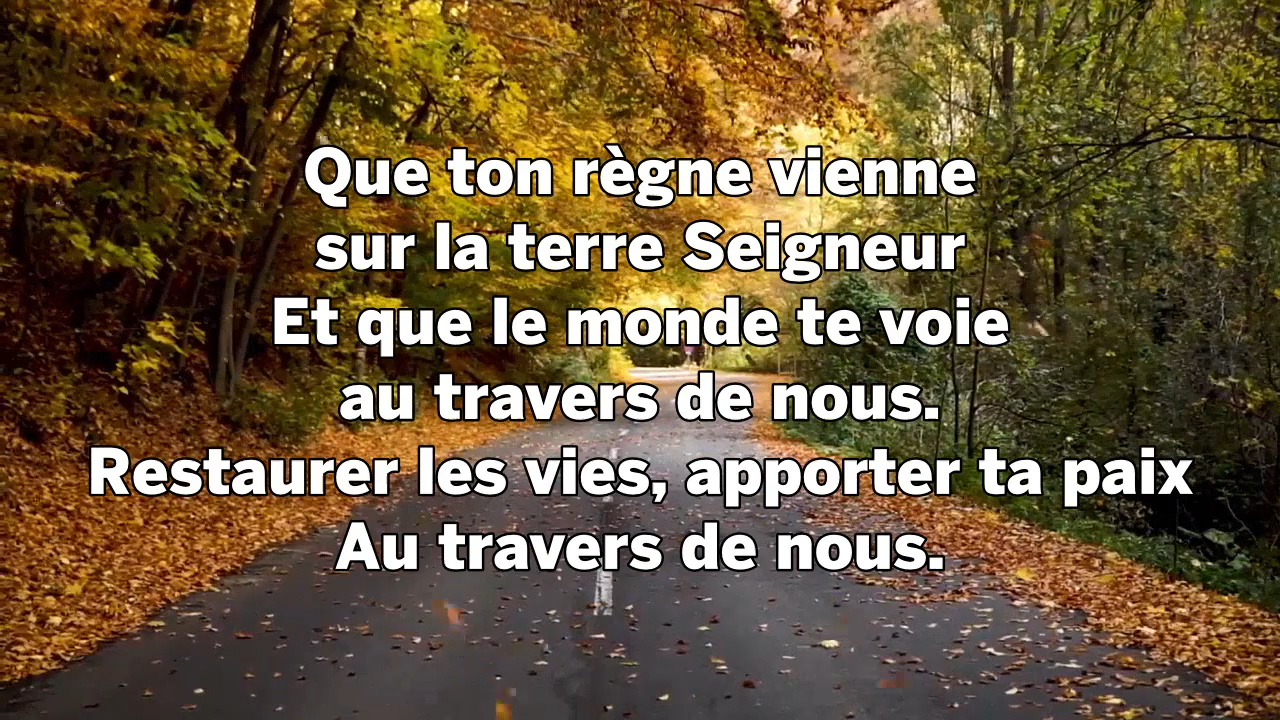 Que ton règne vienne
sur la terre Seigneur
Et que le monde te voie
au travers de nous.
Restaurer les vies, apporter ta paix
Au travers de nous.